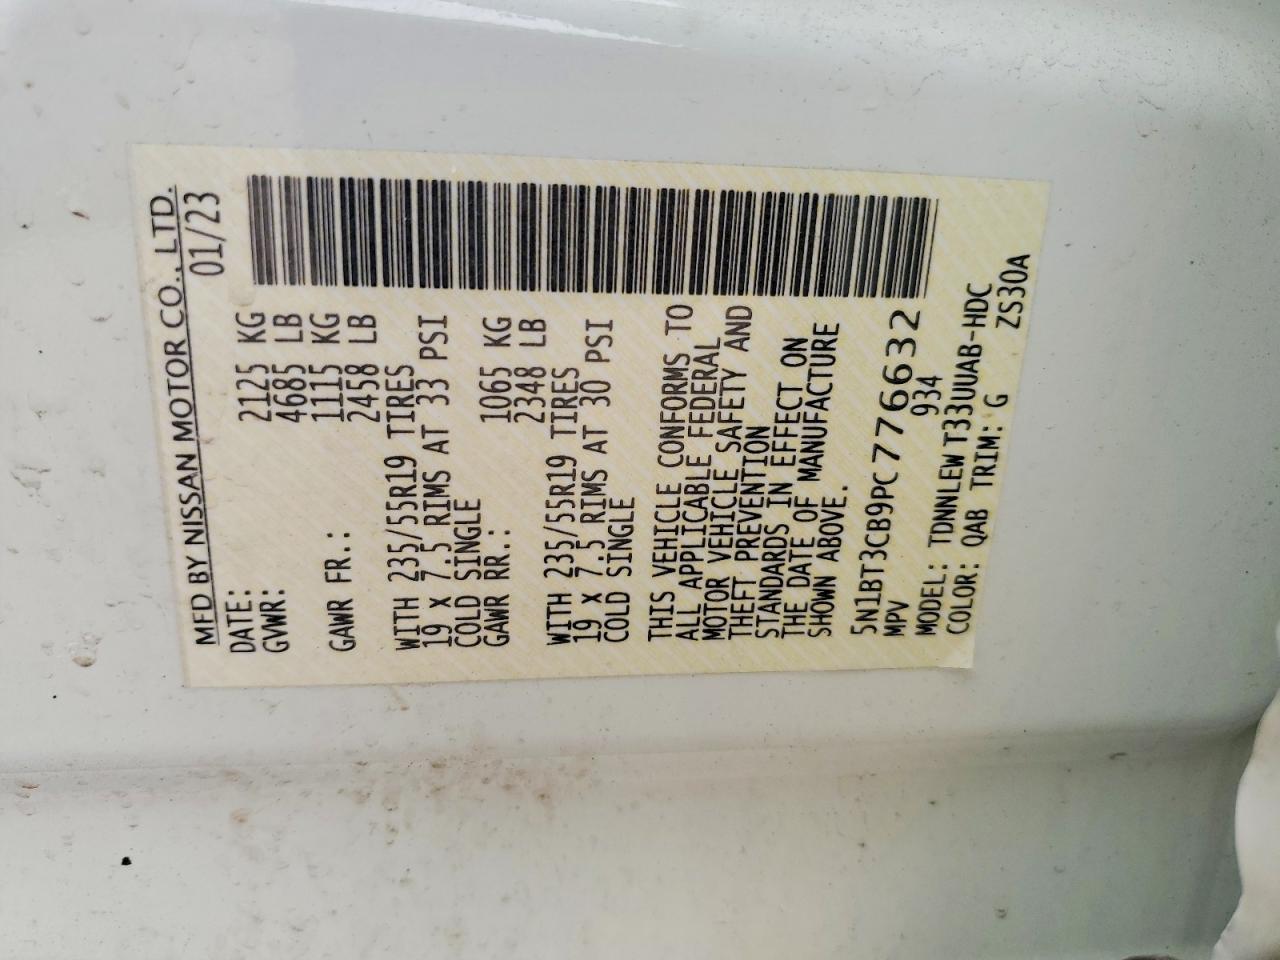 MFD BY NISSAN MOTOR CO., LTD.
DATE: 01/23
GVWR: 2125 KG
4685 LB
GAWR FR.: 1115 KG
2458 LB
WITH 235/55R19 TIRES
19 X 7.5 RIMS AT 33 PSI
COLD SINGLE
GAWR RR.: 1065 KG
2348 LB
WITH 235/55R19 TIRES
19 X 7.5 RIMS AT 30 PSI
COLD SINGLE
THIS VEHICLE CONFORMS TO
ALL APPLICABLE FEDERAL
MOTOR VEHICLE SAFETY AND
THEFT PREVENTION
STANDARDS IN EFFECT ON
THE DATE OF MANUFACTURE
SHOWN ABOVE.
5N1BT3CB9PC776632
MPV 934
MODEL: TDNNLEW T33UUAB-HDC
COLOR: QAB TRIM: G ZS30A